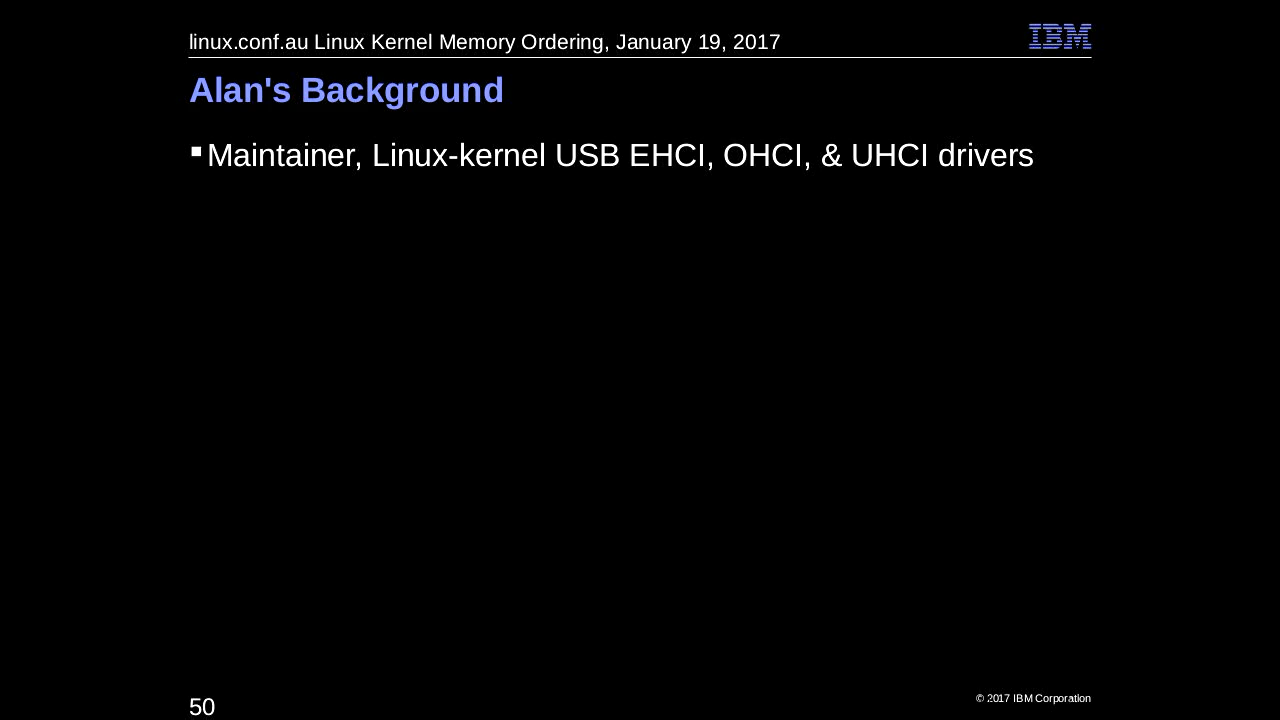 linux.conf.au Linux Kernel Memory Ordering, January 19, 2017
IBM
Alan's Background
▪Maintainer, Linux-kernel USB EHCI, OHCI, & UHCI drivers
50
© 2017 IBM Corporation